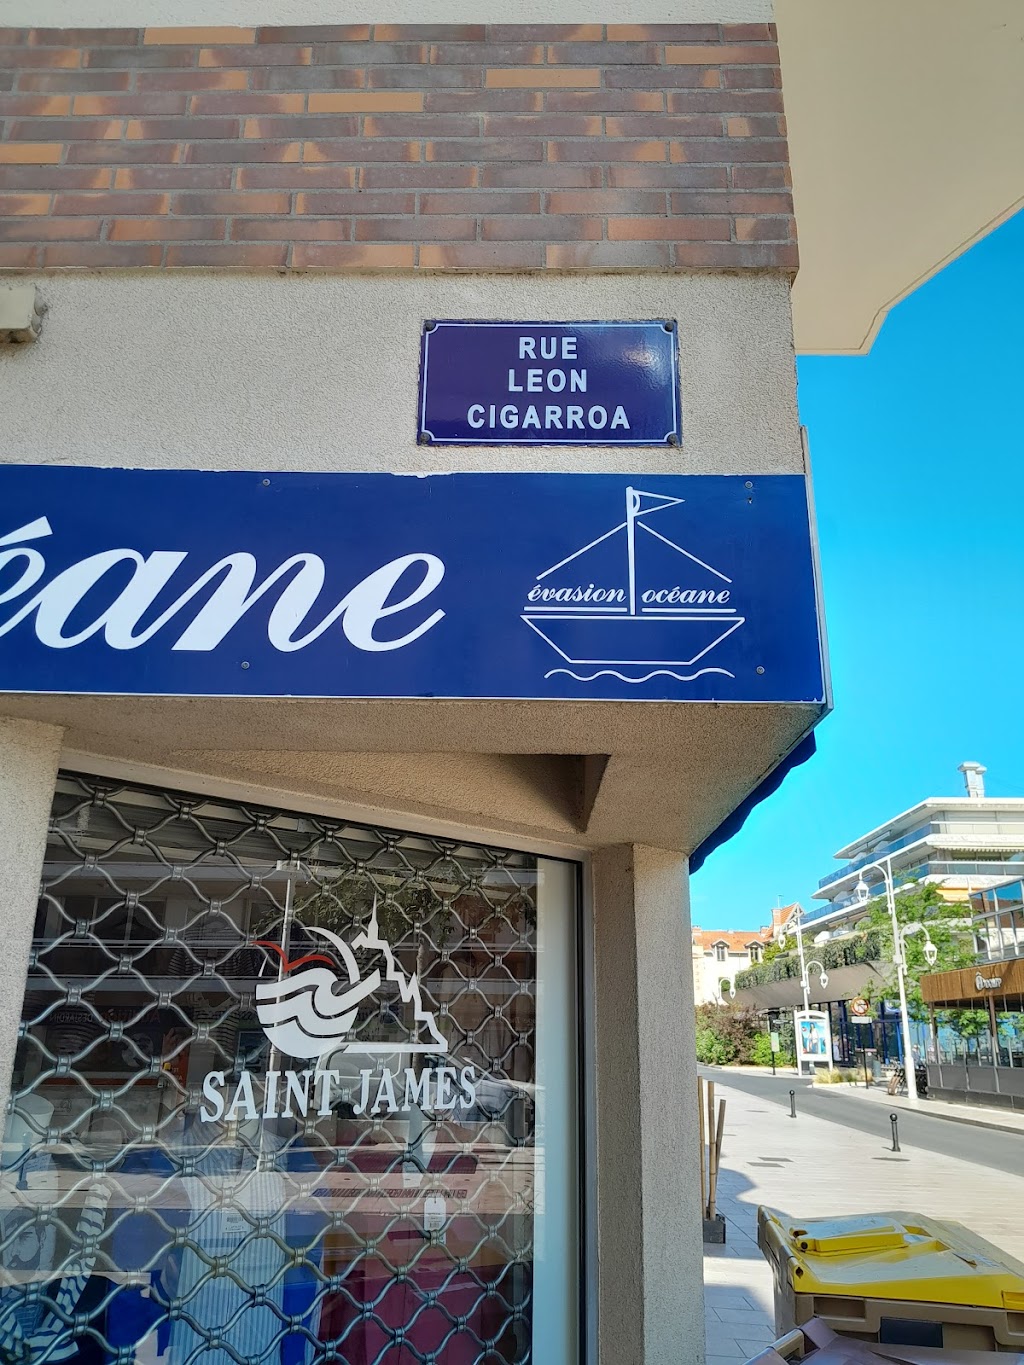 RUE
LEON
CIGARROA
éane
évasion océane
SAINT JAMES